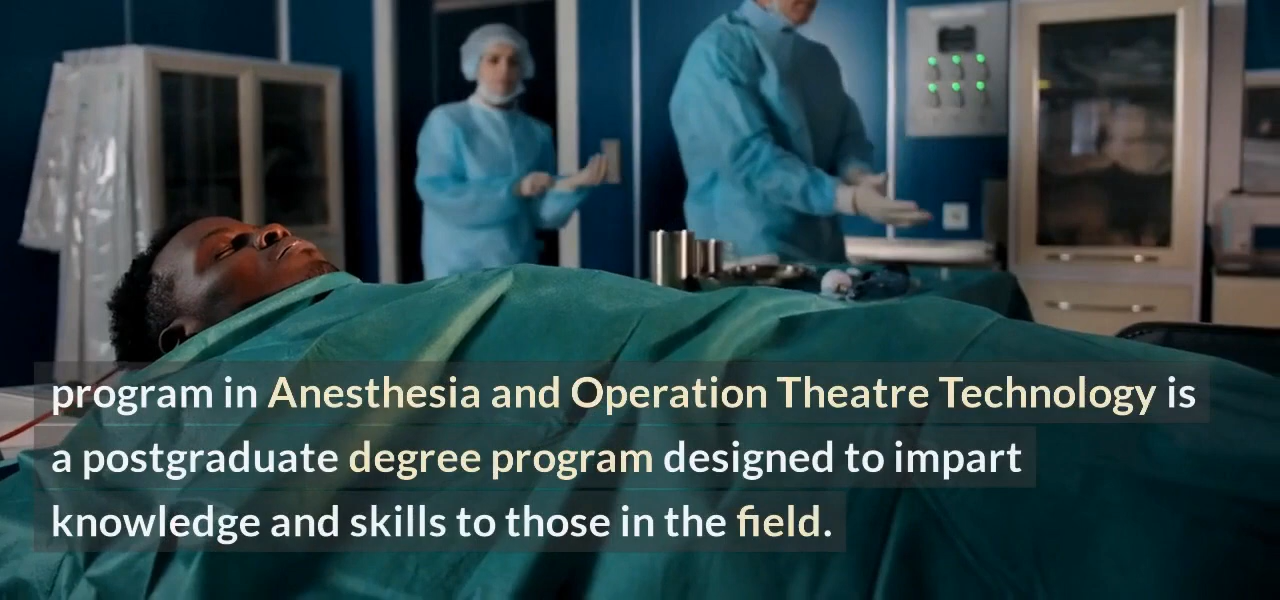 program in Anesthesia and Operation Theatre Technology is
a postgraduate degree program designed to impart
knowledge and skills to those in the field.